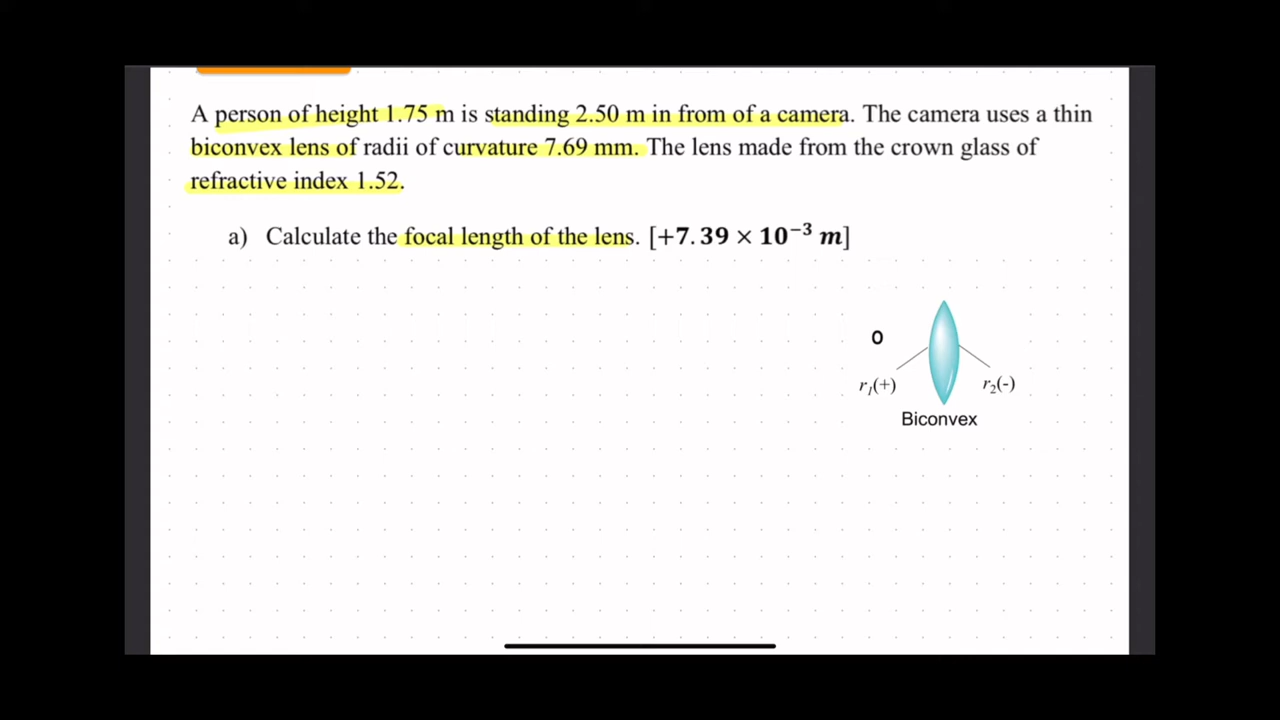 A person of height 1.75 m is standing 2.50 m in from of a camera. The camera uses a thin
biconvex lens of radii of curvature 7.69 mm. The lens made from the crown glass of
refractive index 1.52.
a) Calculate the focal length of the lens. [+7.39 × 10⁻³ m]
O
r₁(+) r₂(-)
Biconvex